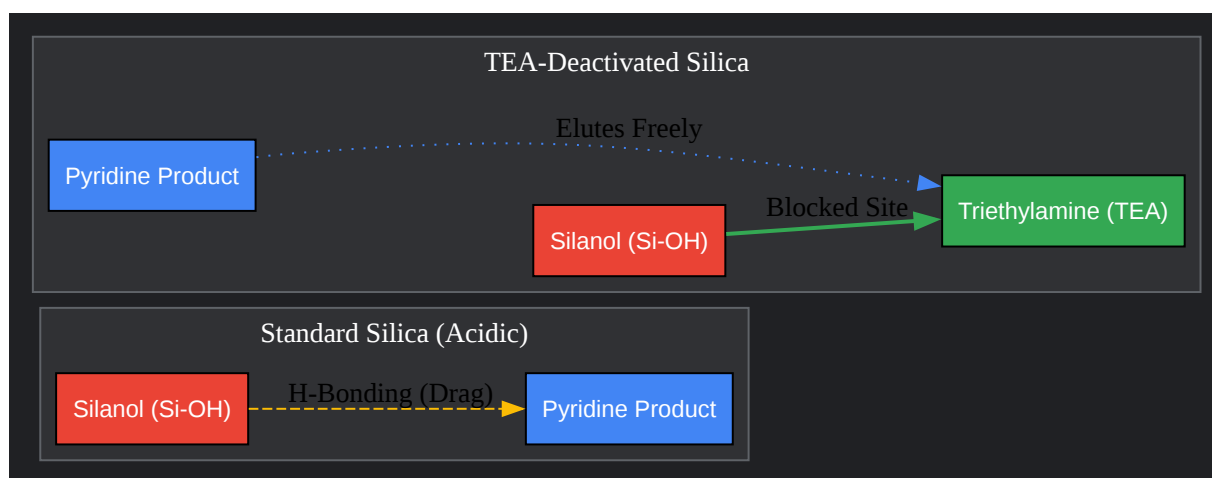 TEA-Deactivated Silica
Elutes Freely
Pyridine Product
Blocked Site
Triethylamine (TEA)
Silanol (Si-OH)
Standard Silica (Acidic)
H-Bonding (Drag)
Silanol (Si-OH)
Pyridine Product